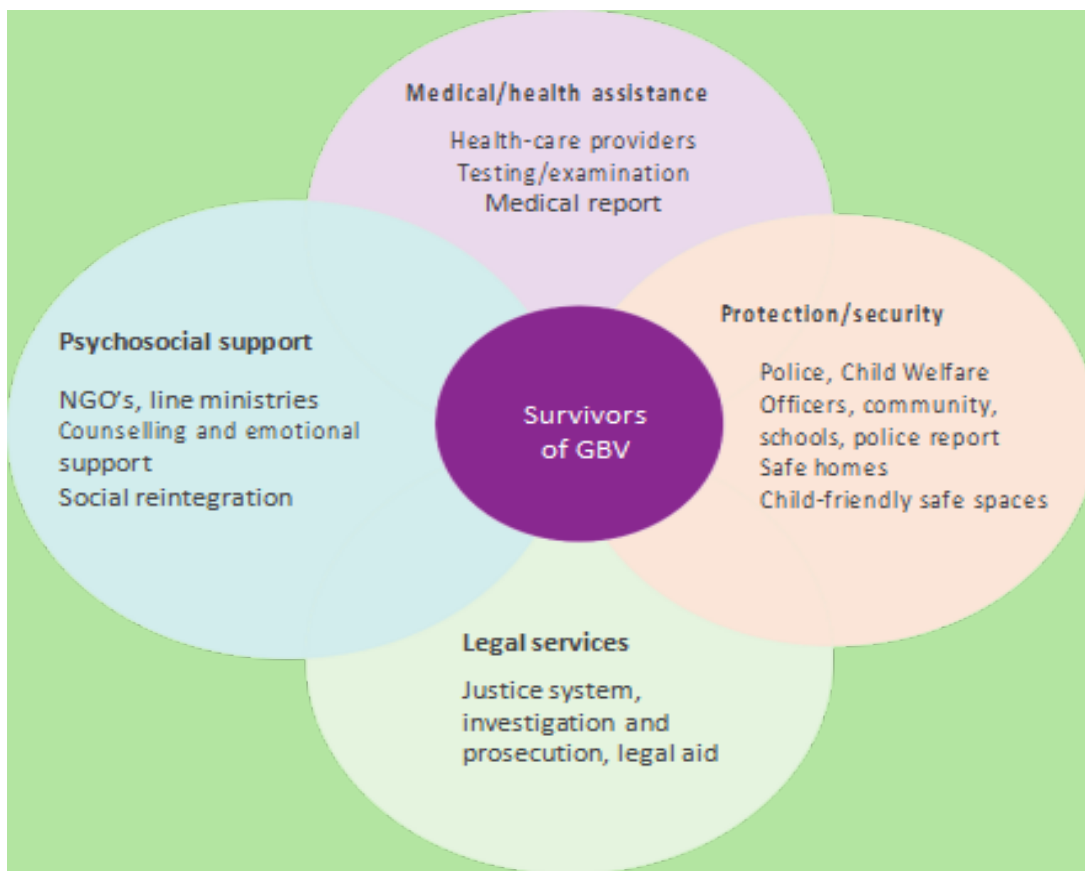 Medical/health assistance
Health-care providers
Testing/examination
Medical report
Psychosocial support
NGO's, line ministries
Counselling and emotional
support
Social reintegration
Survivors
of GBV
Protection/security
Police, Child Welfare
Officers, community,
schools, police report
Safe homes
Child-friendly safe spaces
Legal services
Justice system,
investigation and
prosecution, legal aid